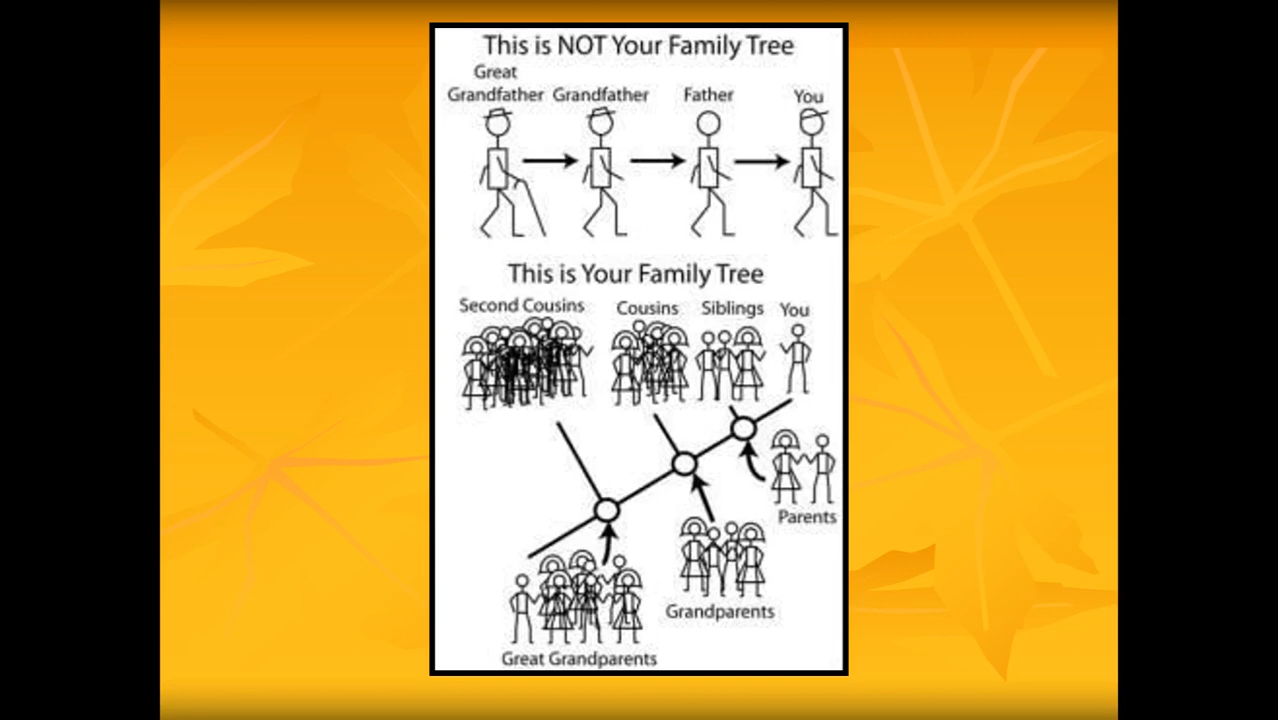 This is NOT Your Family Tree
Great
Grandfather Grandfather Father You
This is Your Family Tree
Second Cousins Cousins Siblings You
Parents
Grandparents
Great Grandparents